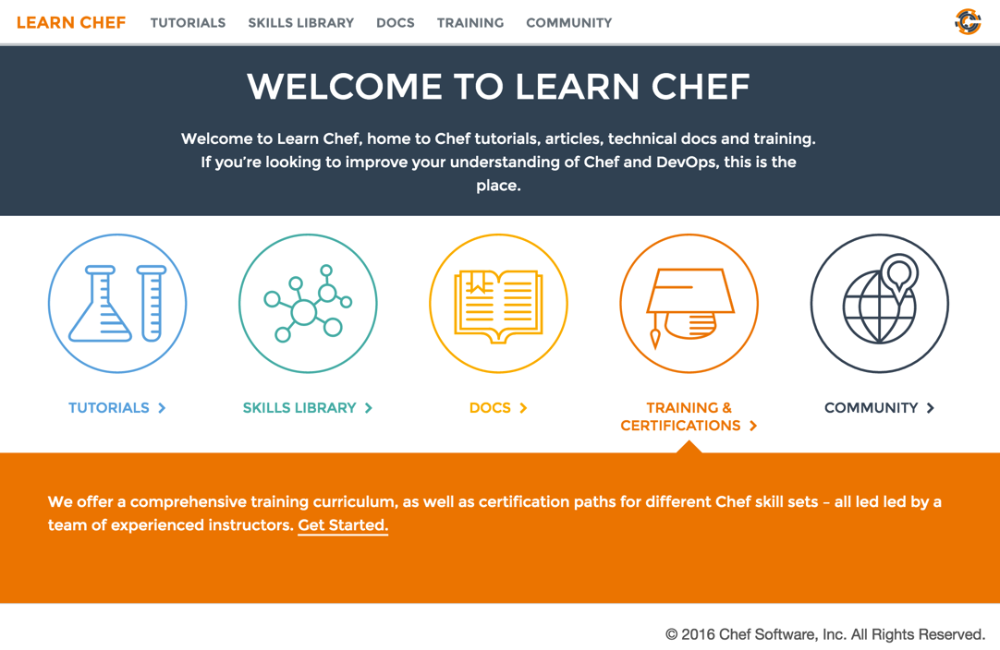 LEARN CHEF TUTORIALS SKILLS LIBRARY DOCS TRAINING COMMUNITY
WELCOME TO LEARN CHEF
Welcome to Learn Chef, home to Chef tutorials, articles, technical docs and training.
If you’re looking to improve your understanding of Chef and DevOps, this is the
place.
TUTORIALS
SKILLS LIBRARY
DOCS
TRAINING &
CERTIFICATIONS
COMMUNITY
We offer a comprehensive training curriculum, as well as certification paths for different Chef skill sets – all led led by a
team of experienced instructors. Get Started.
© 2016 Chef Software, Inc. All Rights Reserved.